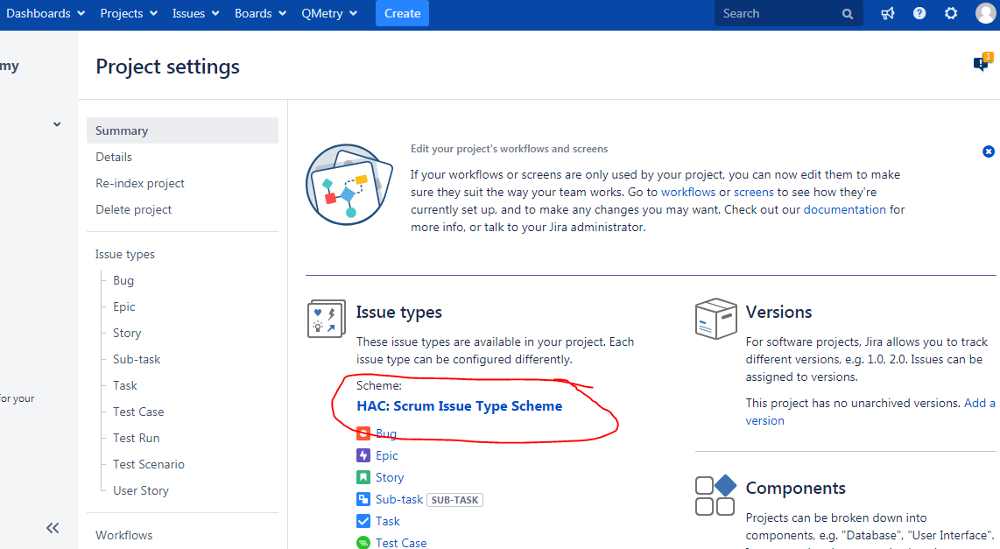 Dashboards Projects Issues Boards QMetry Create Search
my
Project settings
1
Summary
Details
Re-index project
Delete project
Issue types
Bug
Epic
Story
Sub-task
Task
Test Case
Test Run
Test Scenario
User Story
Workflows
for your
Edit your project's workflows and screens
If your workflows or screens are only used by your project, you can now edit them to make
sure they suit the way your team works. Go to workflows or screens to see how they're
currently set up, and to make any changes you may want. Check out our documentation for
more info, or talk to your Jira administrator.
Issue types
These issue types are available in your project. Each
issue type can be configured differently.
Scheme:
HAC: Scrum Issue Type Scheme
Bug
Epic
Story
Sub-task SUB-TASK
Task
Test Case
Versions
For software projects, Jira allows you to track
different versions, e.g. 1.0, 2.0. Issues can be
assigned to versions.
This project has no unarchived versions. Add a
version
Components
Projects can be broken down into
components, e.g. "Database", "User Interface".